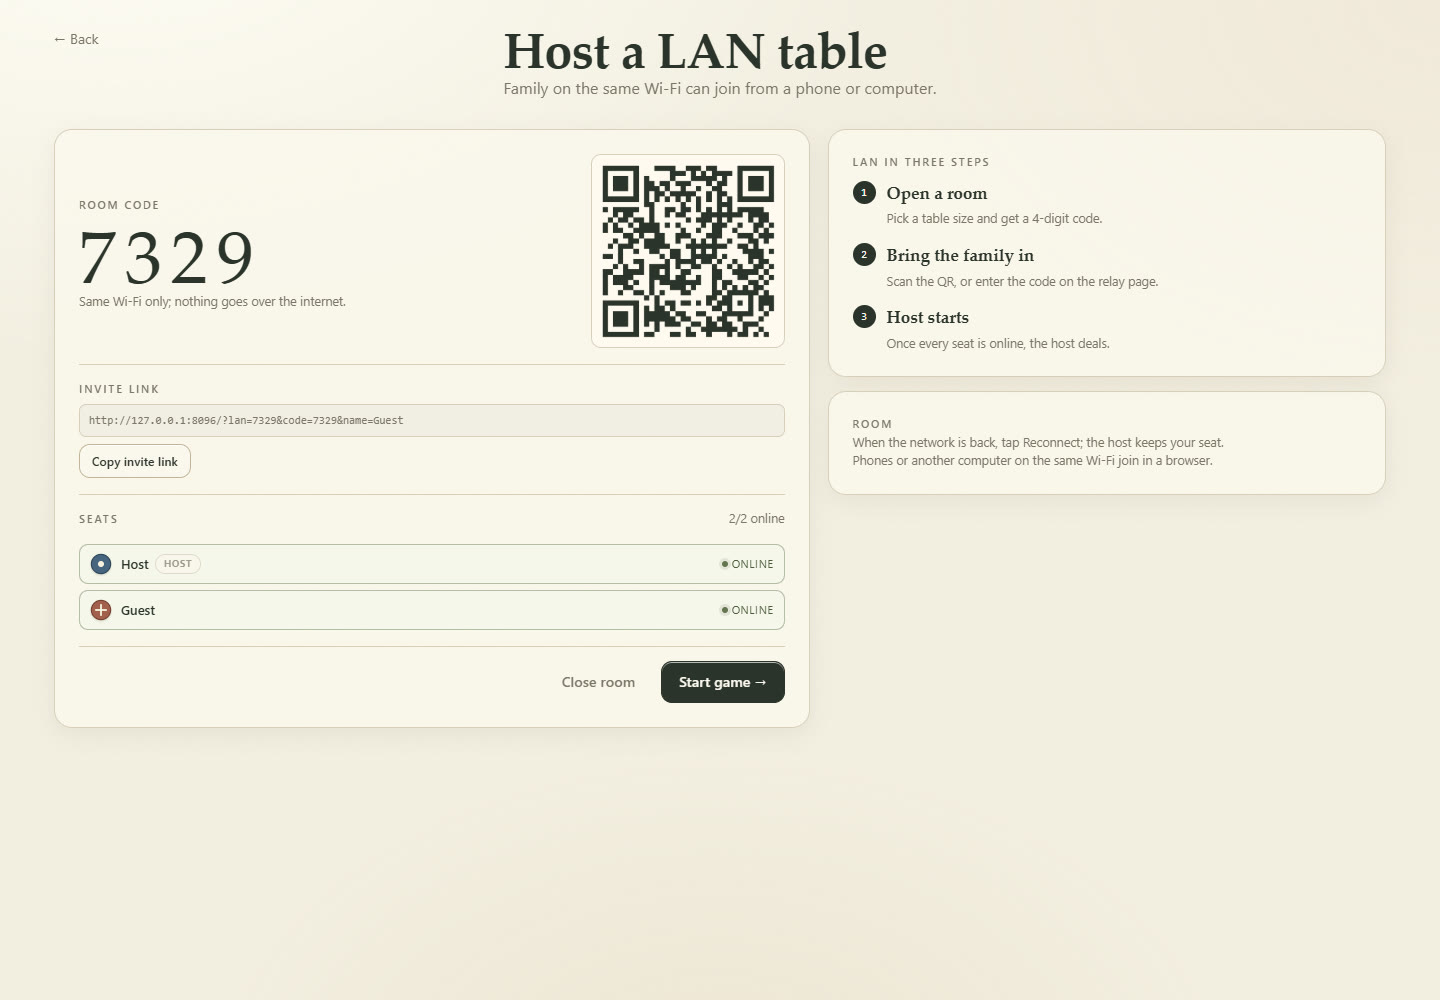 ← Back
Host a LAN table
Family on the same Wi-Fi can join from a phone or computer.
ROOM CODE
7329
Same Wi-Fi only; nothing goes over the internet.
INVITE LINK
http://127.0.0.1:8096/?lan=7329&code=7329&name=Guest
Copy invite link
SEATS
2/2 online
Host HOST
ONLINE
Guest
ONLINE
Close room
Start game →
LAN IN THREE STEPS
1 Open a room
Pick a table size and get a 4-digit code.
2 Bring the family in
Scan the QR, or enter the code on the relay page.
3 Host starts
Once every seat is online, the host deals.
ROOM
When the network is back, tap Reconnect; the host keeps your seat.
Phones or another computer on the same Wi-Fi join in a browser.